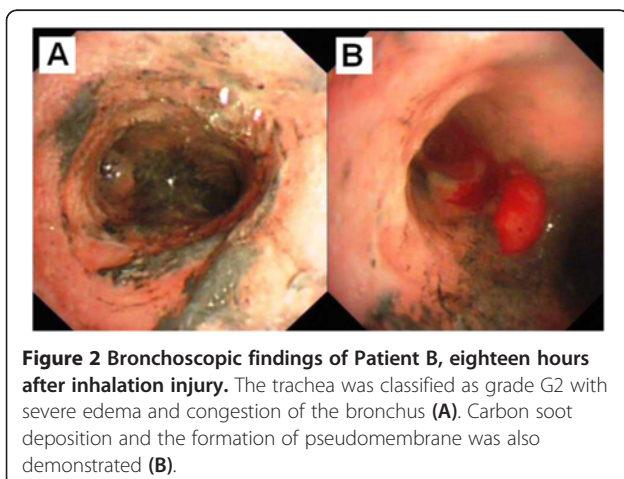 A B
Figure 2 Bronchoscopic findings of Patient B, eighteen hours
after inhalation injury. The trachea was classified as grade G2 with
severe edema and congestion of the bronchus (A). Carbon soot
deposition and the formation of pseudomembrane was also
demonstrated (B).